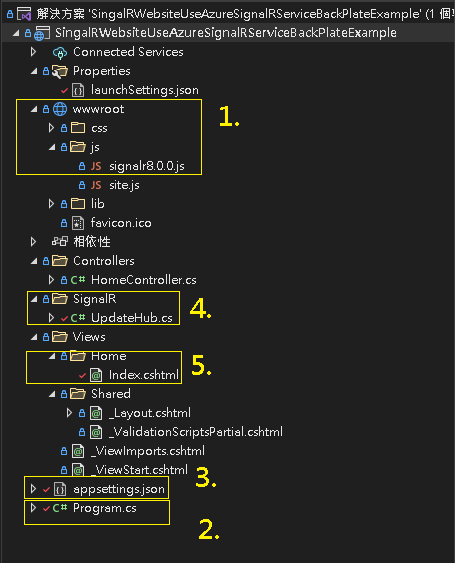 解決方案 'SingalRWebsiteUseAzureSignalRServiceBackPlateExample' (1 個
SingalRWebsiteUseAzureSignalRServiceBackPlateExample
Connected Services
Properties
launchSettings.json
wwwroot
1.
css
js
JS signalr8.0.0.js
JS site.js
lib
favicon.ico
相依性
Controllers
C# HomeController.cs
SignalR
4.
C# UpdateHub.cs
Views
Home
5.
Index.cshtml
Shared
_Layout.cshtml
_ValidationScriptsPartial.cshtml
_ViewImports.cshtml
_ViewStart.cshtml
3.
appsettings.json
C# Program.cs
2.